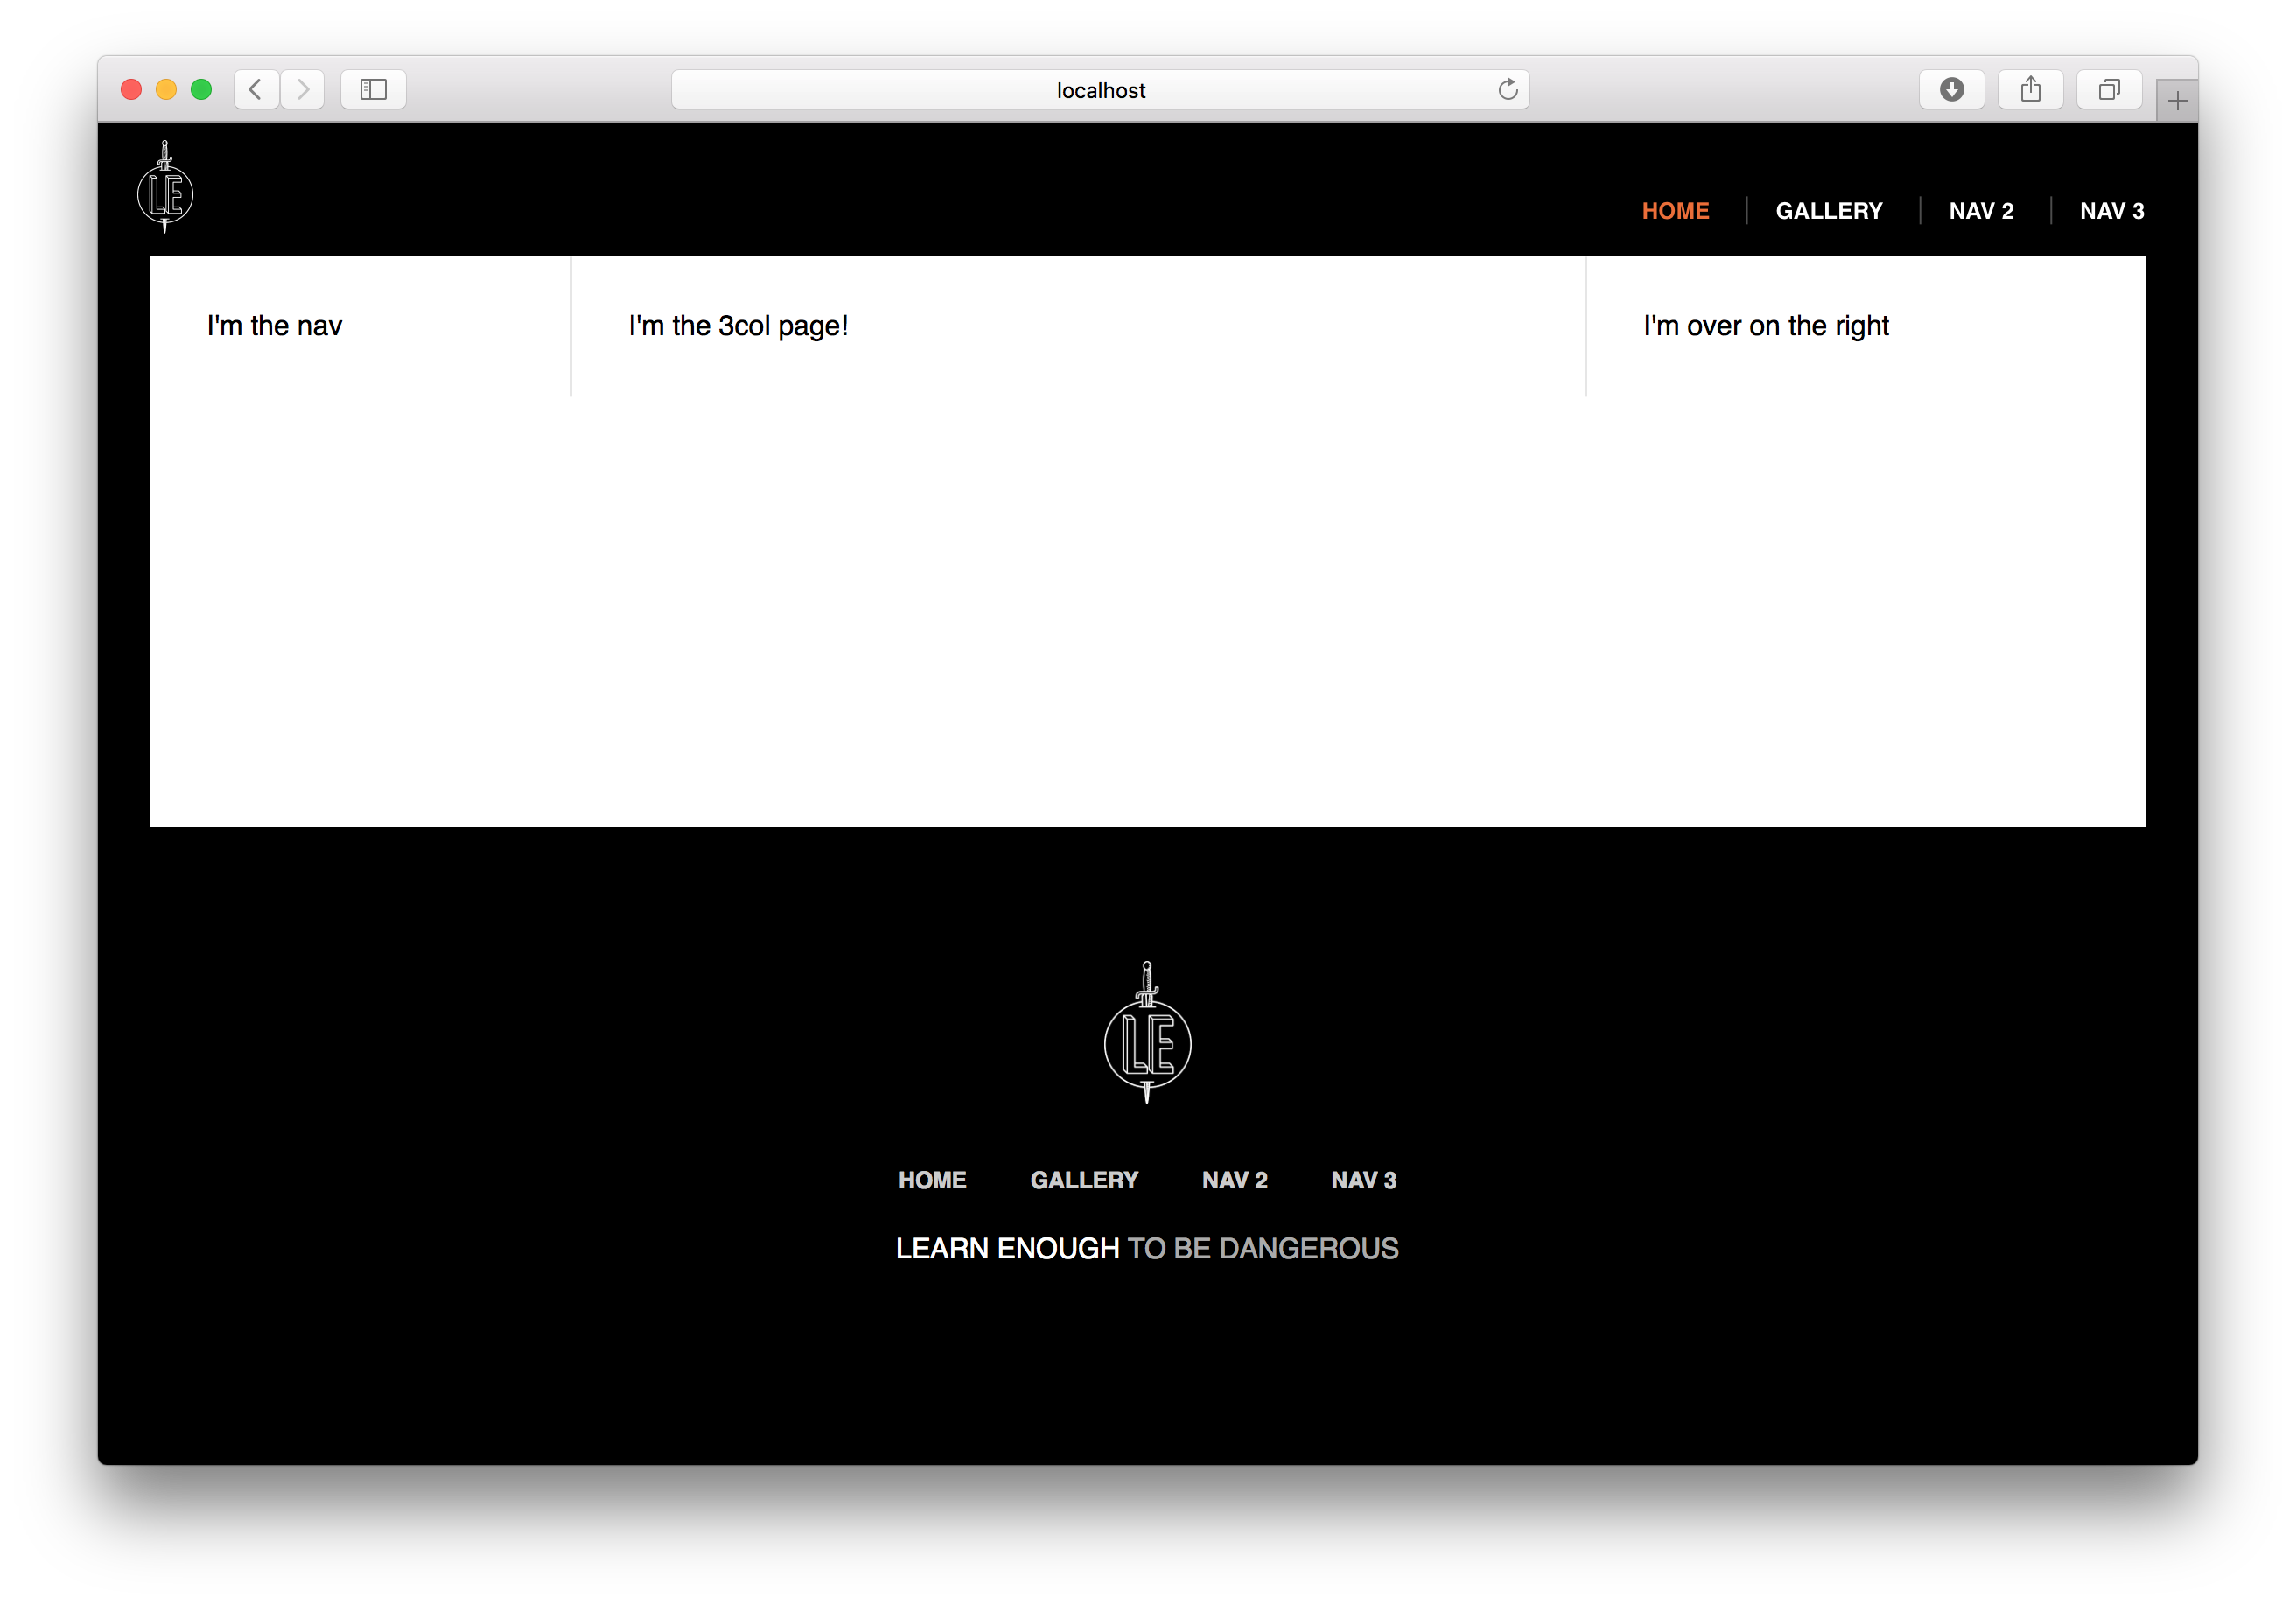 localhost
LE
HOME GALLERY NAV 2 NAV 3
I'm the nav
I'm the 3col page!
I'm over on the right
LE
HOME GALLERY NAV 2 NAV 3
LEARN ENOUGH TO BE DANGEROUS